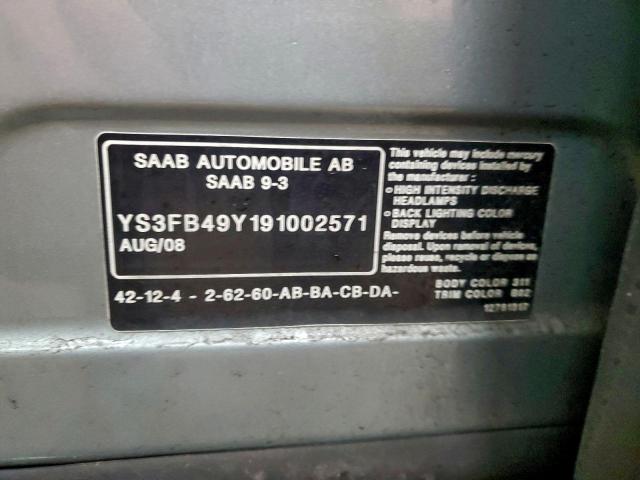 SAAB AUTOMOBILE AB
SAAB 9-3
YS3FB49Y191002571
AUG/08
42-12-4 - 2-62-60-AB-BA-CB-DA-
This vehicle may include mercury
containing devices installed by
the manufacturer:
HIGH INTENSITY DISCHARGE
HEADLAMPS
BACK LIGHTING COLOR
DISPLAY
Remove devices before vehicle
disposal. Upon removal of devices,
please reuse, recycle or dispose as
hazardous waste.
BODY COLOR 311
TRIM COLOR